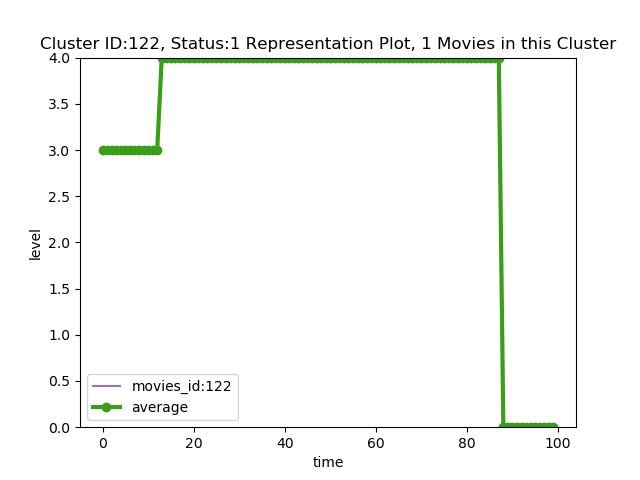 Cluster ID:122, Status:1 Representation Plot, 1 Movies in this Cluster
4.0
3.5
3.0
2.5
2.0
1.5
1.0
0.5
0.0
level
movies_id:122
average
0 20 40 60 80 100
time